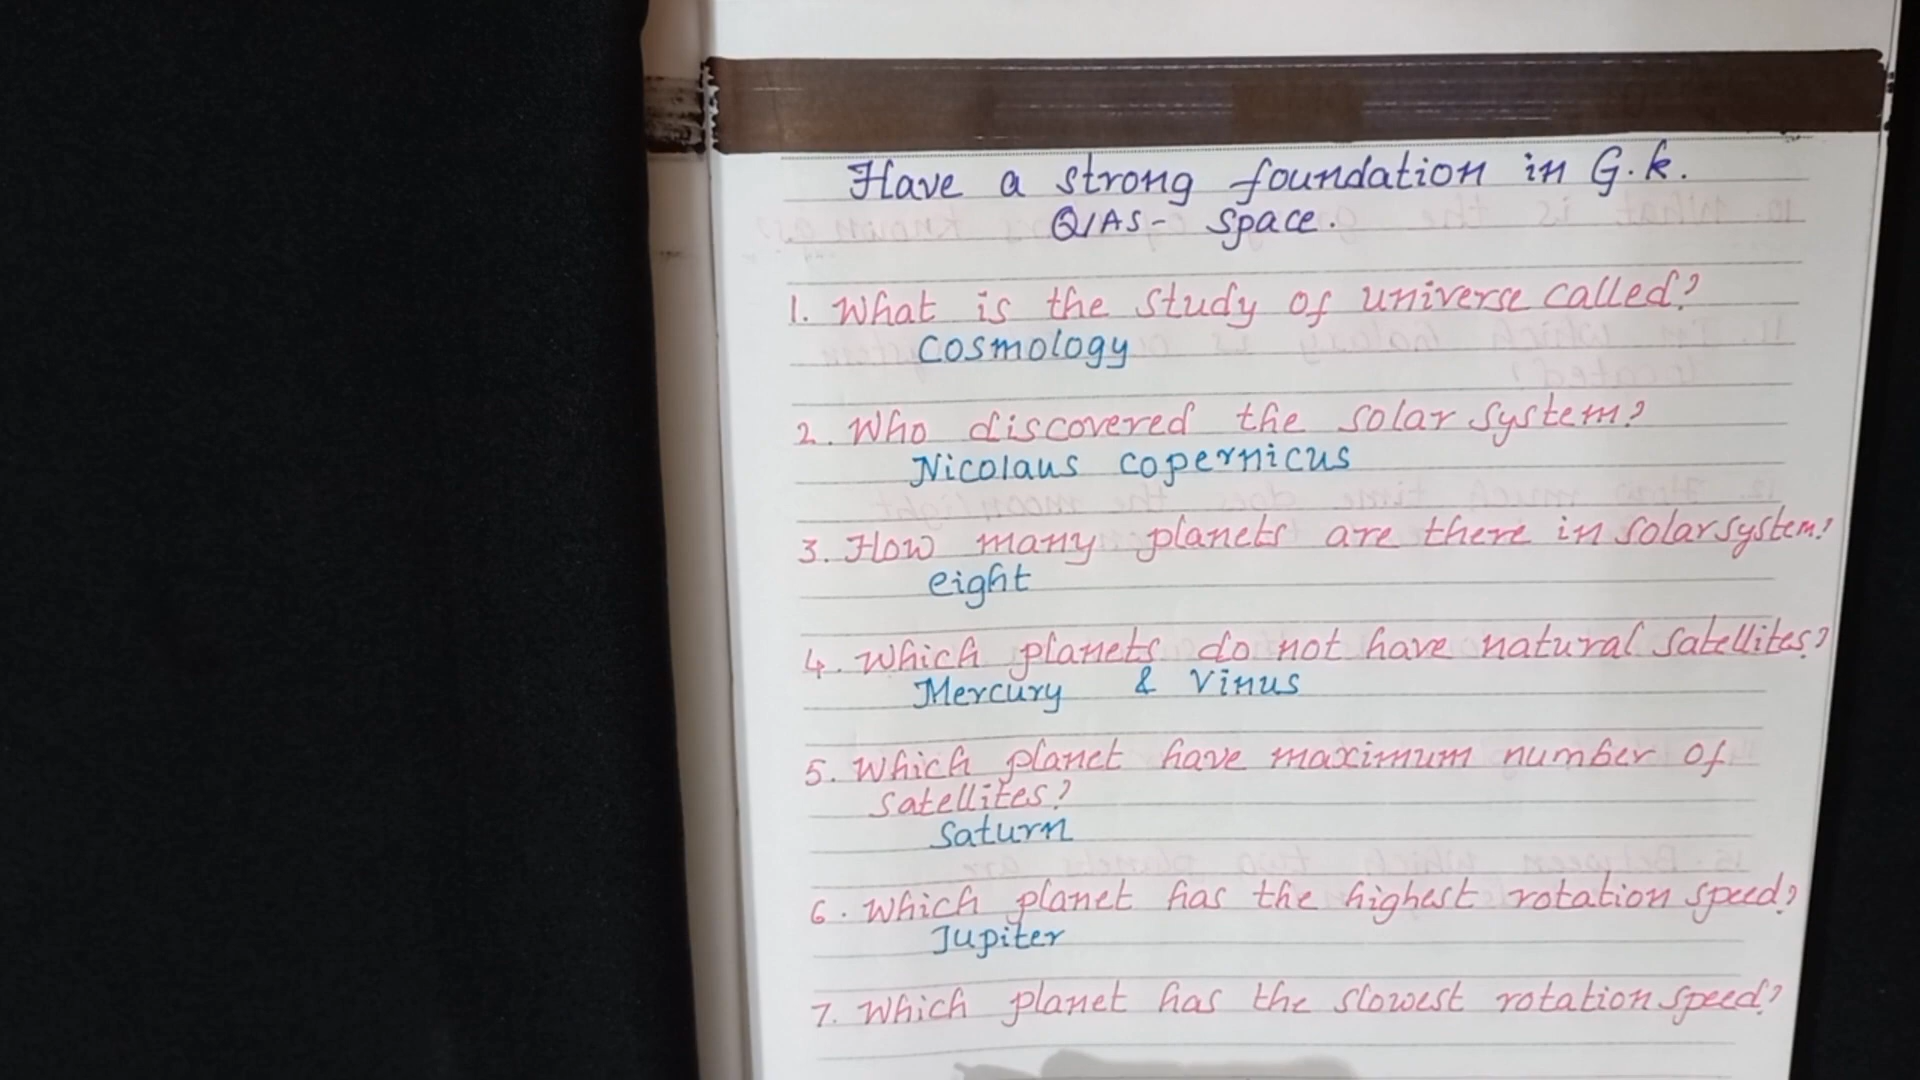 Have a strong foundation in G.k.
Q/AS- Space.
1. What is the study of universe called?
Cosmology
2. Who discovered the solar system?
Nicolaus copernicus
3. How many planets are there in solar system?
eight
4. Which planets do not have natural satellites?
Mercury & Vinus
5. Which planet have maximum number of
satellites?
Saturn
6. Which planet has the highest rotation speed?
Jupiter
7. Which planet has the slowest rotation speed?